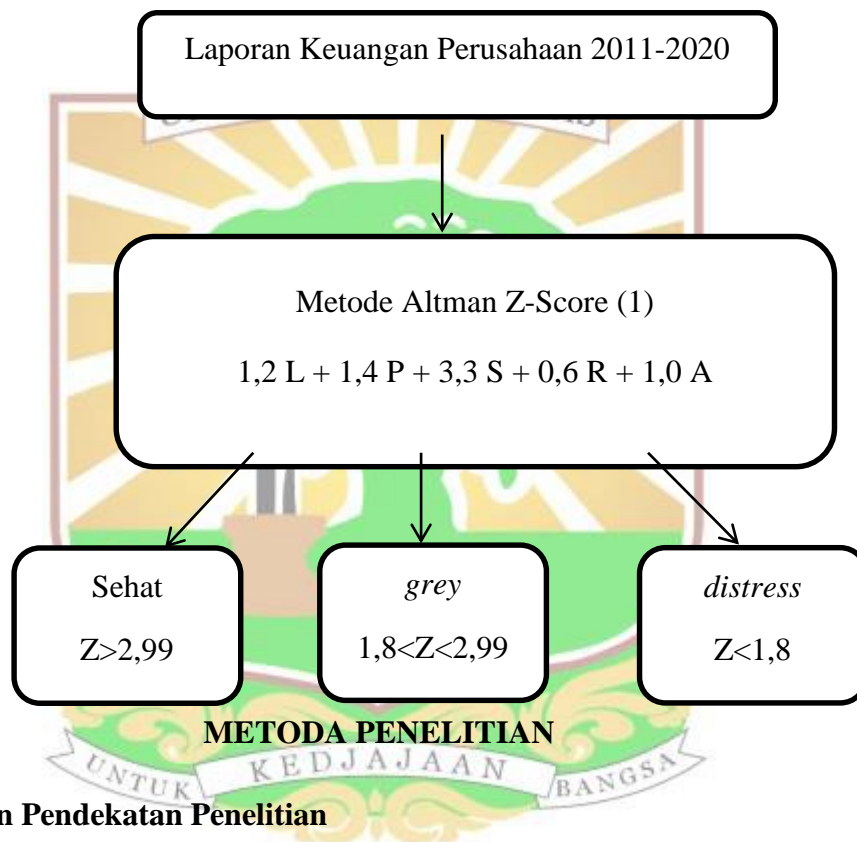 Laporan Keuangan Perusahaan 2011-2020
Metode Altman Z-Score (1)
1,2 L + 1,4 P + 3,3 S + 0,6 R + 1,0 A
Sehat
Z>2,99
grey
1,8<Z<2,99
distress
Z<1,8
METODA PENELITIAN
UNTUK KEDJAJAAN BANGSA
Pendekatan Penelitian